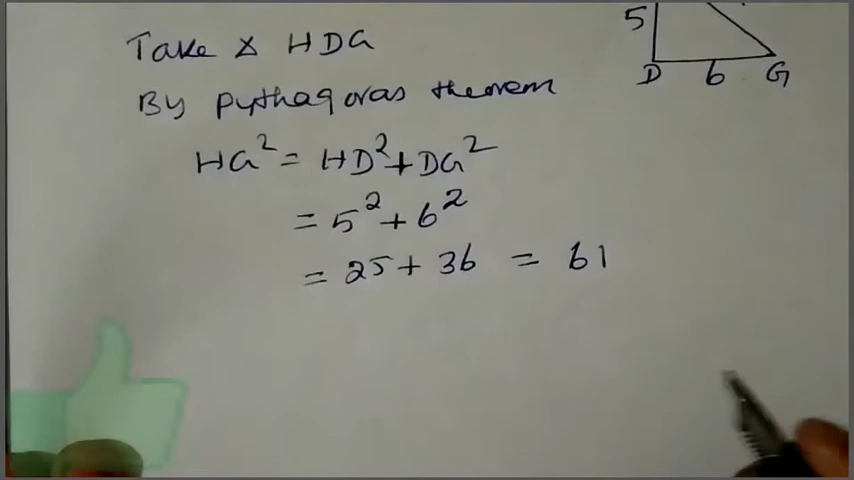 Take △ HDG
By pythagoras theorem
HG² = HD² + DG²
= 5² + 6²
= 25 + 36 = 61
5
D 6 G